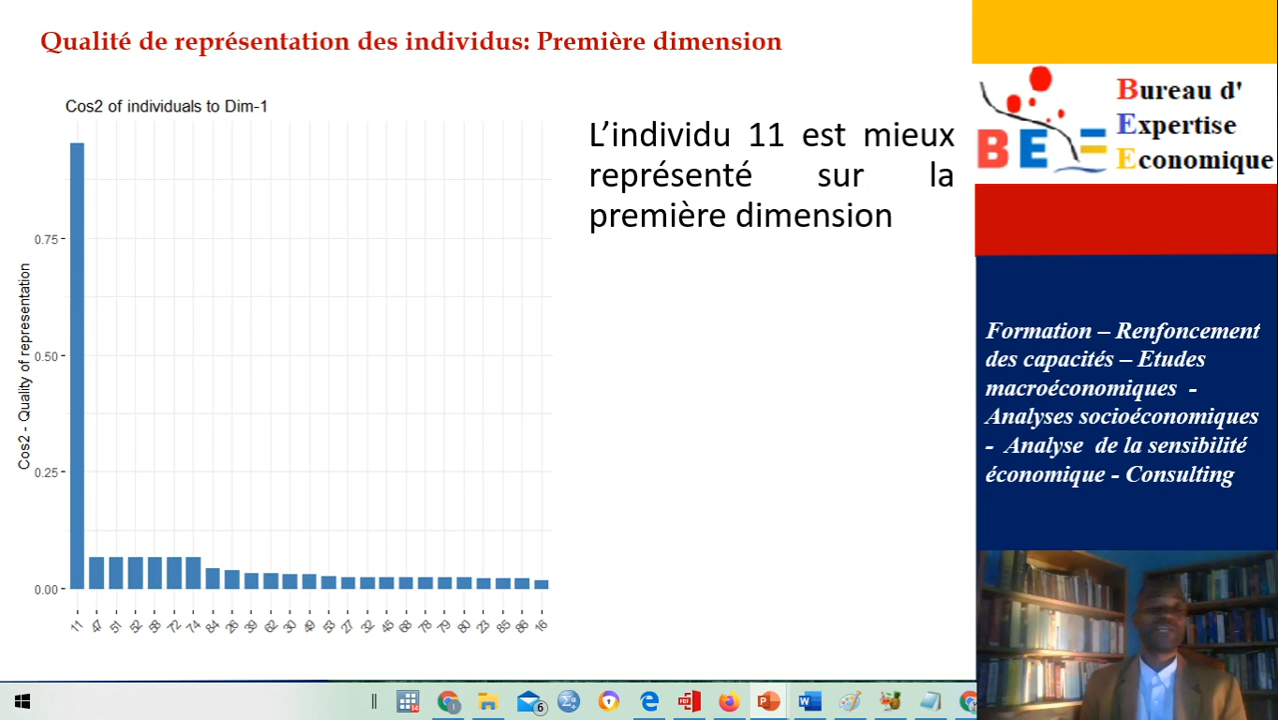 Qualité de représentation des individus: Première dimension
Cos2 of individuals to Dim-1
Cos2 - Quality of representation
0.75
0.50
0.25
0.00
11 47 51 52 58 72 74 84 26 39 62 30 49 53 27 32 45 68 78 79 80 23 85 86 16
L’individu 11 est mieux
représenté sur la
première dimension
BE
Bureau d'
Expertise
Economique
Formation – Renfoncement
des capacités – Etudes
macroéconomiques -
Analyses socioéconomiques
- Analyse de la sensibilité
économique - Consulting
6